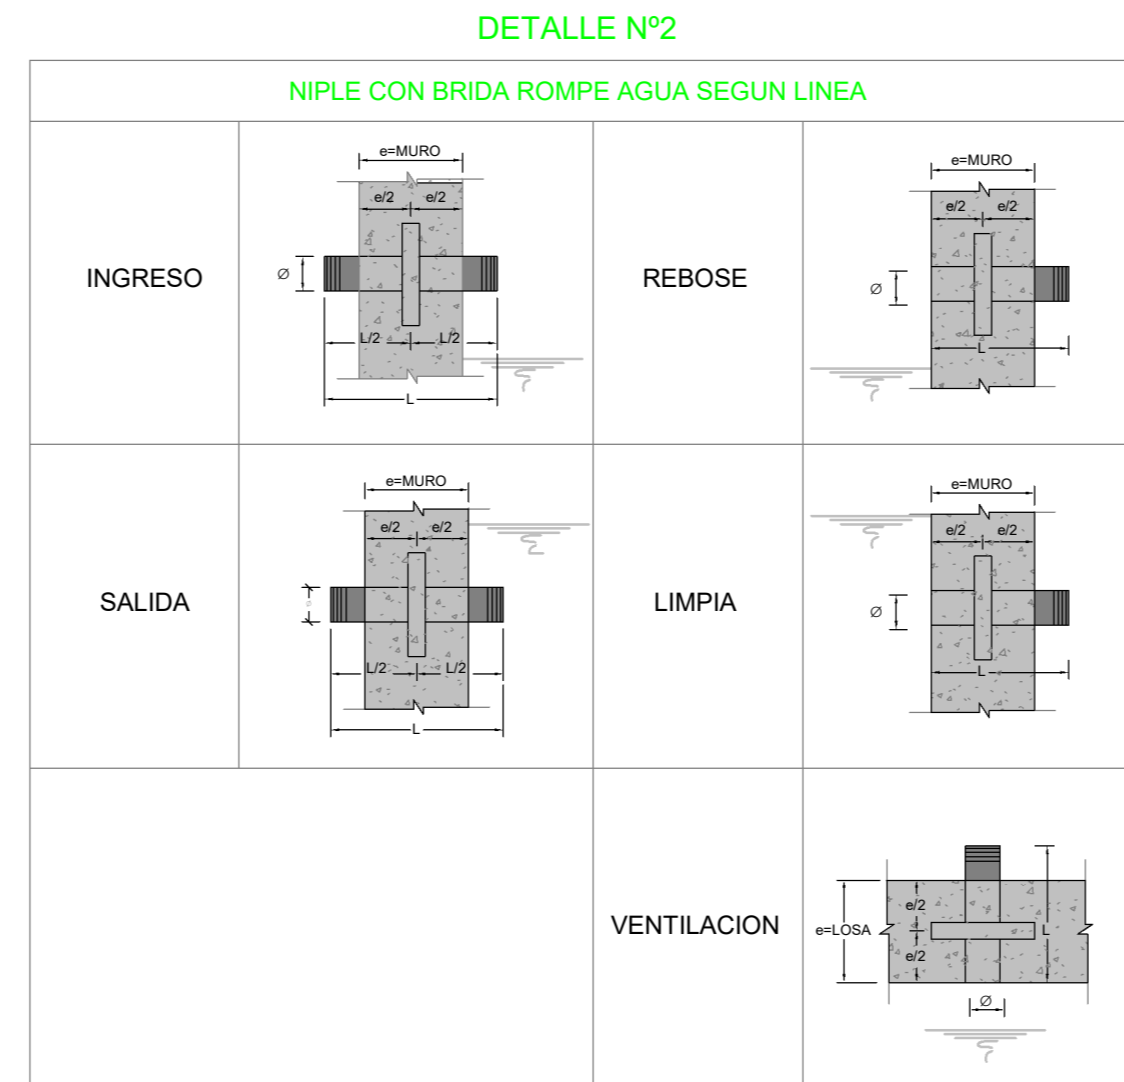 DETALLE Nº2
NIPLE CON BRIDA ROMPE AGUA SEGUN LINEA
INGRESO
e=MURO
e/2 e/2
Ø
L/2 L/2
L
REBOSE
e=MURO
e/2 e/2
Ø
L
SALIDA
e=MURO
e/2 e/2
L/2 L/2
L
LIMPIA
e=MURO
e/2 e/2
Ø
L
VENTILACION
e=LOSA
e/2
e/2
L
Ø